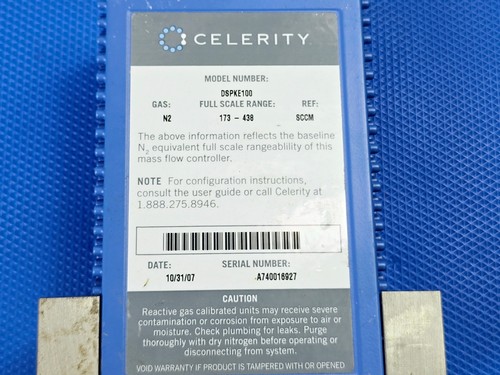 CELERITY
MODEL NUMBER:
DSPKE100
GAS: FULL SCALE RANGE: REF:
N2 173 - 438 SCCM
The above information reflects the baseline
N2 equivalent full scale rangeablility of this
mass flow controller.
NOTE For configuration instructions,
consult the user guide or call Celerity at
1.888.275.8946.
DATE: SERIAL NUMBER:
10/31/07 A740016927
CAUTION
Reactive gas calibrated units may receive severe
contamination or corrosion from exposure to air or
moisture. Check plumbing for leaks. Purge
thoroughly with dry nitrogen before operating or
disconnecting from system.
VOID WARRANTY IF PRODUCT IS TAMPERED WITH OR OPENED